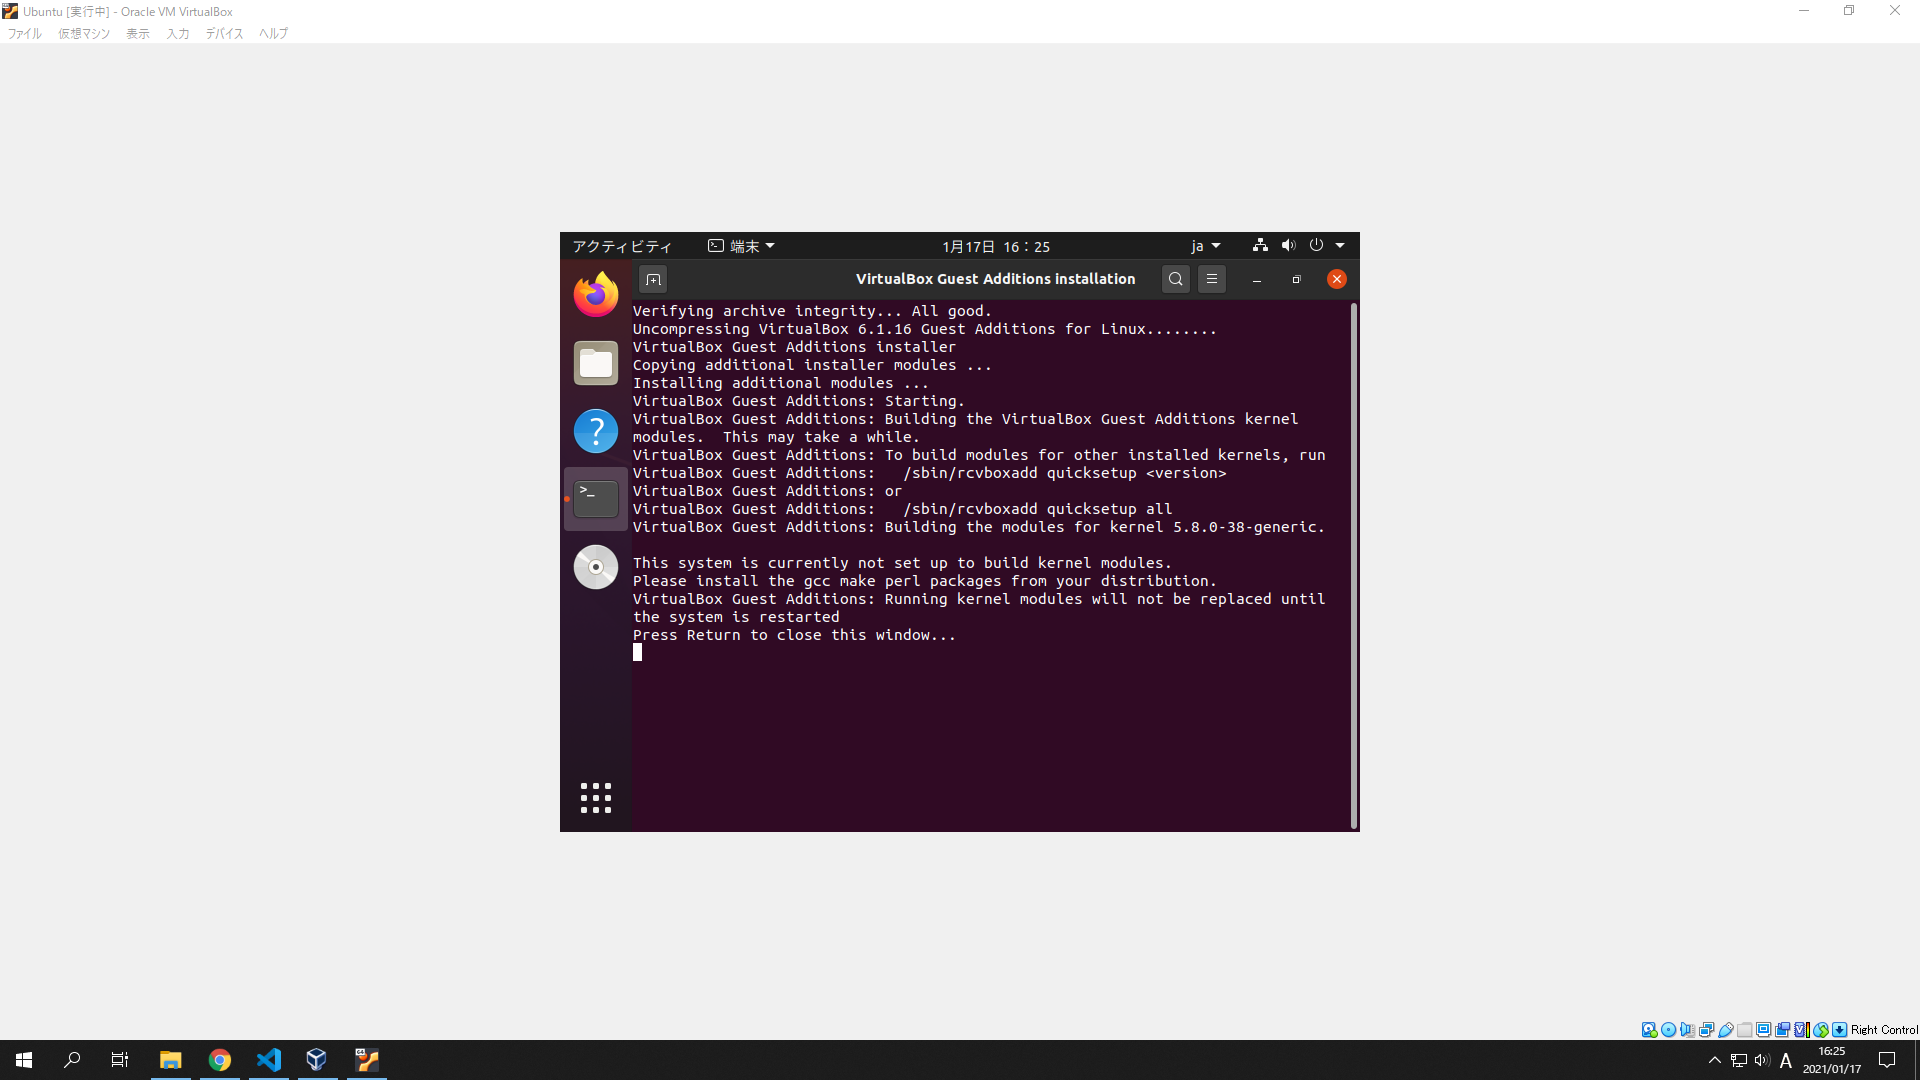 Ubuntu [実行中] - Oracle VM VirtualBox
ファイル 仮想マシン 表示 入力 デバイス ヘルプ
アクティビティ 端末 1月17日 16：25 ja
VirtualBox Guest Additions installation
Verifying archive integrity... All good.
Uncompressing VirtualBox 6.1.16 Guest Additions for Linux........
VirtualBox Guest Additions installer
Copying additional installer modules ...
Installing additional modules ...
VirtualBox Guest Additions: Starting.
VirtualBox Guest Additions: Building the VirtualBox Guest Additions kernel
modules.  This may take a while.
VirtualBox Guest Additions: To build modules for other installed kernels, run
VirtualBox Guest Additions:   /sbin/rcvboxadd quicksetup <version>
VirtualBox Guest Additions: or
VirtualBox Guest Additions:   /sbin/rcvboxadd quicksetup all
VirtualBox Guest Additions: Building the modules for kernel 5.8.0-38-generic.
This system is currently not set up to build kernel modules.
Please install the gcc make perl packages from your distribution.
VirtualBox Guest Additions: Running kernel modules will not be replaced until
the system is restarted
Press Return to close this window...
Right Control
A
16:25
2021/01/17